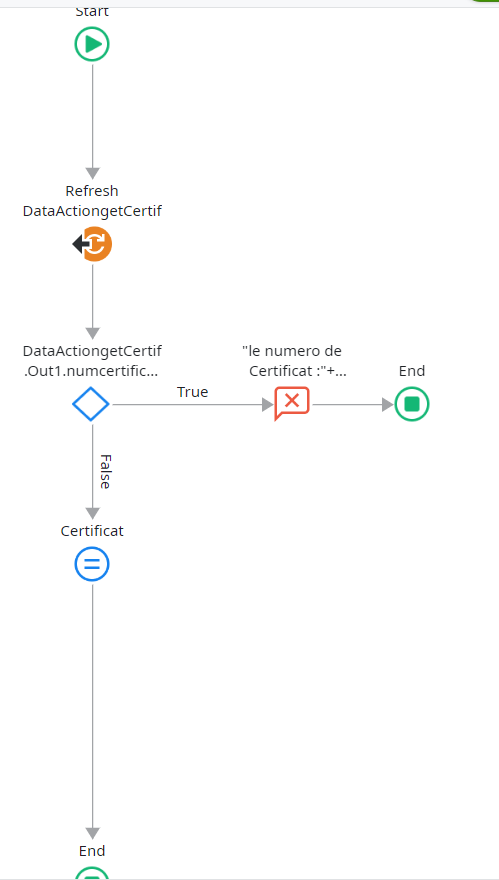 Start
Refresh
DataActiongetCertif
DataActiongetCertif
.Out1.numcertific...
"le numero de
Certificat :"+...
End
True
False
Certificat
End